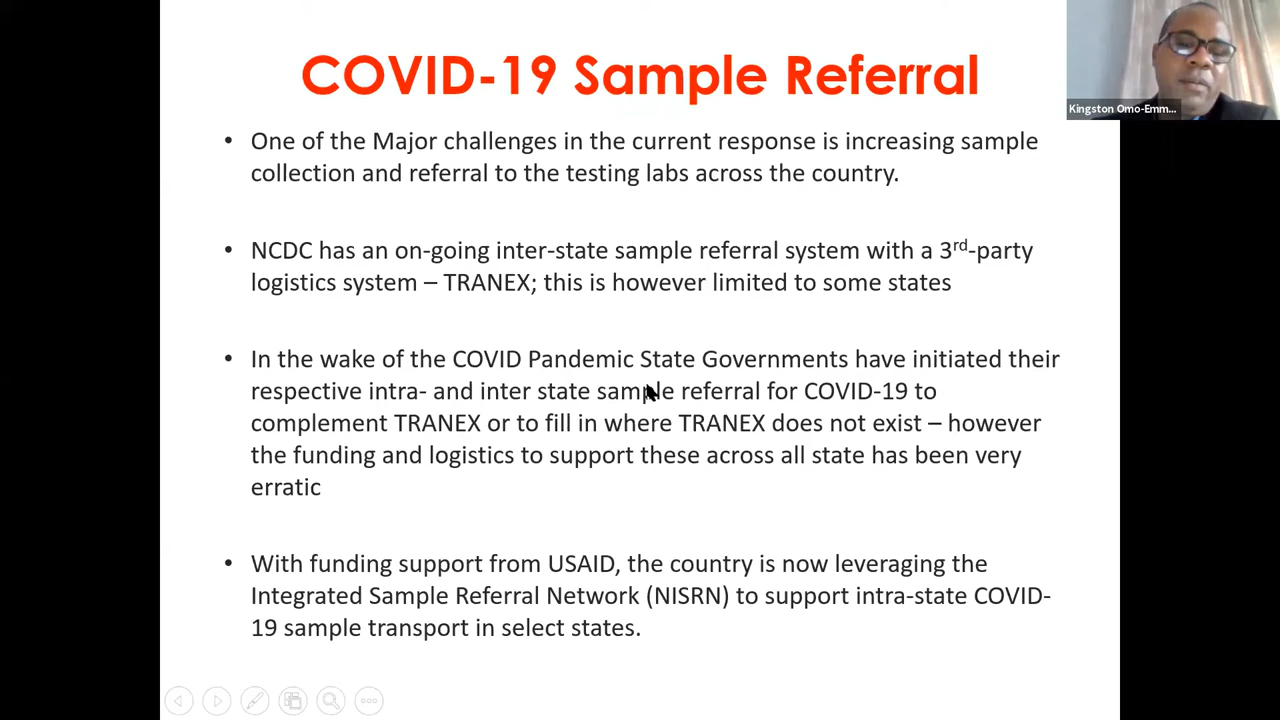 COVID-19 Sample Referral
Kingston Omo-Emm...
• One of the Major challenges in the current response is increasing sample
collection and referral to the testing labs across the country.
• NCDC has an on-going inter-state sample referral system with a 3rd-party
logistics system – TRANEX; this is however limited to some states
• In the wake of the COVID Pandemic State Governments have initiated their
respective intra- and inter state sample referral for COVID-19 to
complement TRANEX or to fill in where TRANEX does not exist – however
the funding and logistics to support these across all state has been very
erratic
• With funding support from USAID, the country is now leveraging the
Integrated Sample Referral Network (NISRN) to support intra-state COVID-
19 sample transport in select states.